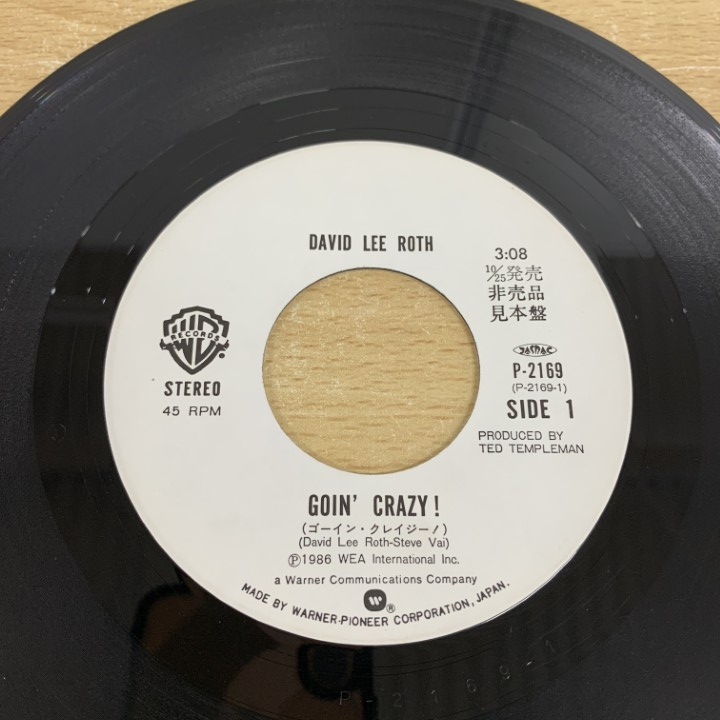 DAVID LEE ROTH
3:08
10/25発売
非売品
見本盤
RECORDS
STEREO
45 RPM
JASRAC
P-2169
(P-2169-1)
SIDE 1
PRODUCED BY
TED TEMPLEMAN
GOIN' CRAZY!
(ゴーイン・クレイジー!)
(David Lee Roth-Steve Vai)
Ⓟ1986 WEA International Inc.
a Warner Communications Company
®
MADE BY WARNER-PIONEER CORPORATION, JAPAN.
P-2169-1